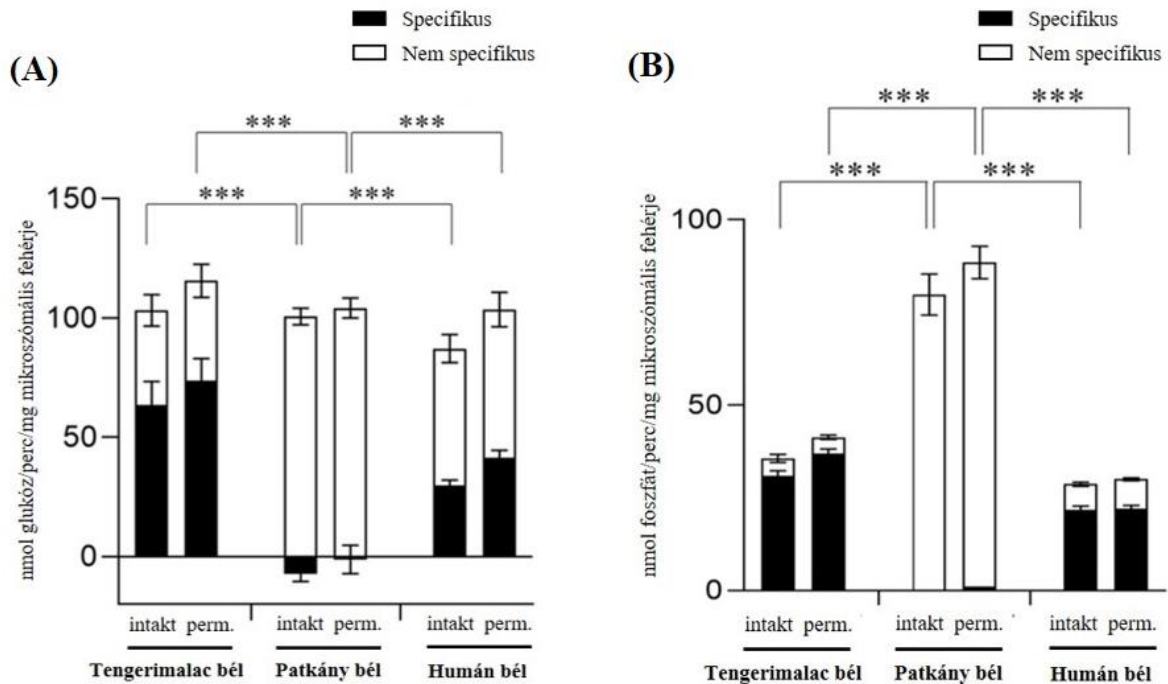 Specifikus
Nem specifikus
(A)
***
***
***
***
nmol glukóz/perc/mg mikroszómális fehérje
150
100
50
0
intakt perm.
intakt perm.
intakt perm.
Tengerimalac bél
Patkány bél
Humán bél
Specifikus
Nem specifikus
(B)
***
***
***
***
nmol foszfát/perc/mg mikroszómális fehérje
100
50
0
intakt perm.
intakt perm.
intakt perm.
Tengerimalac bél
Patkány bél
Humán bél